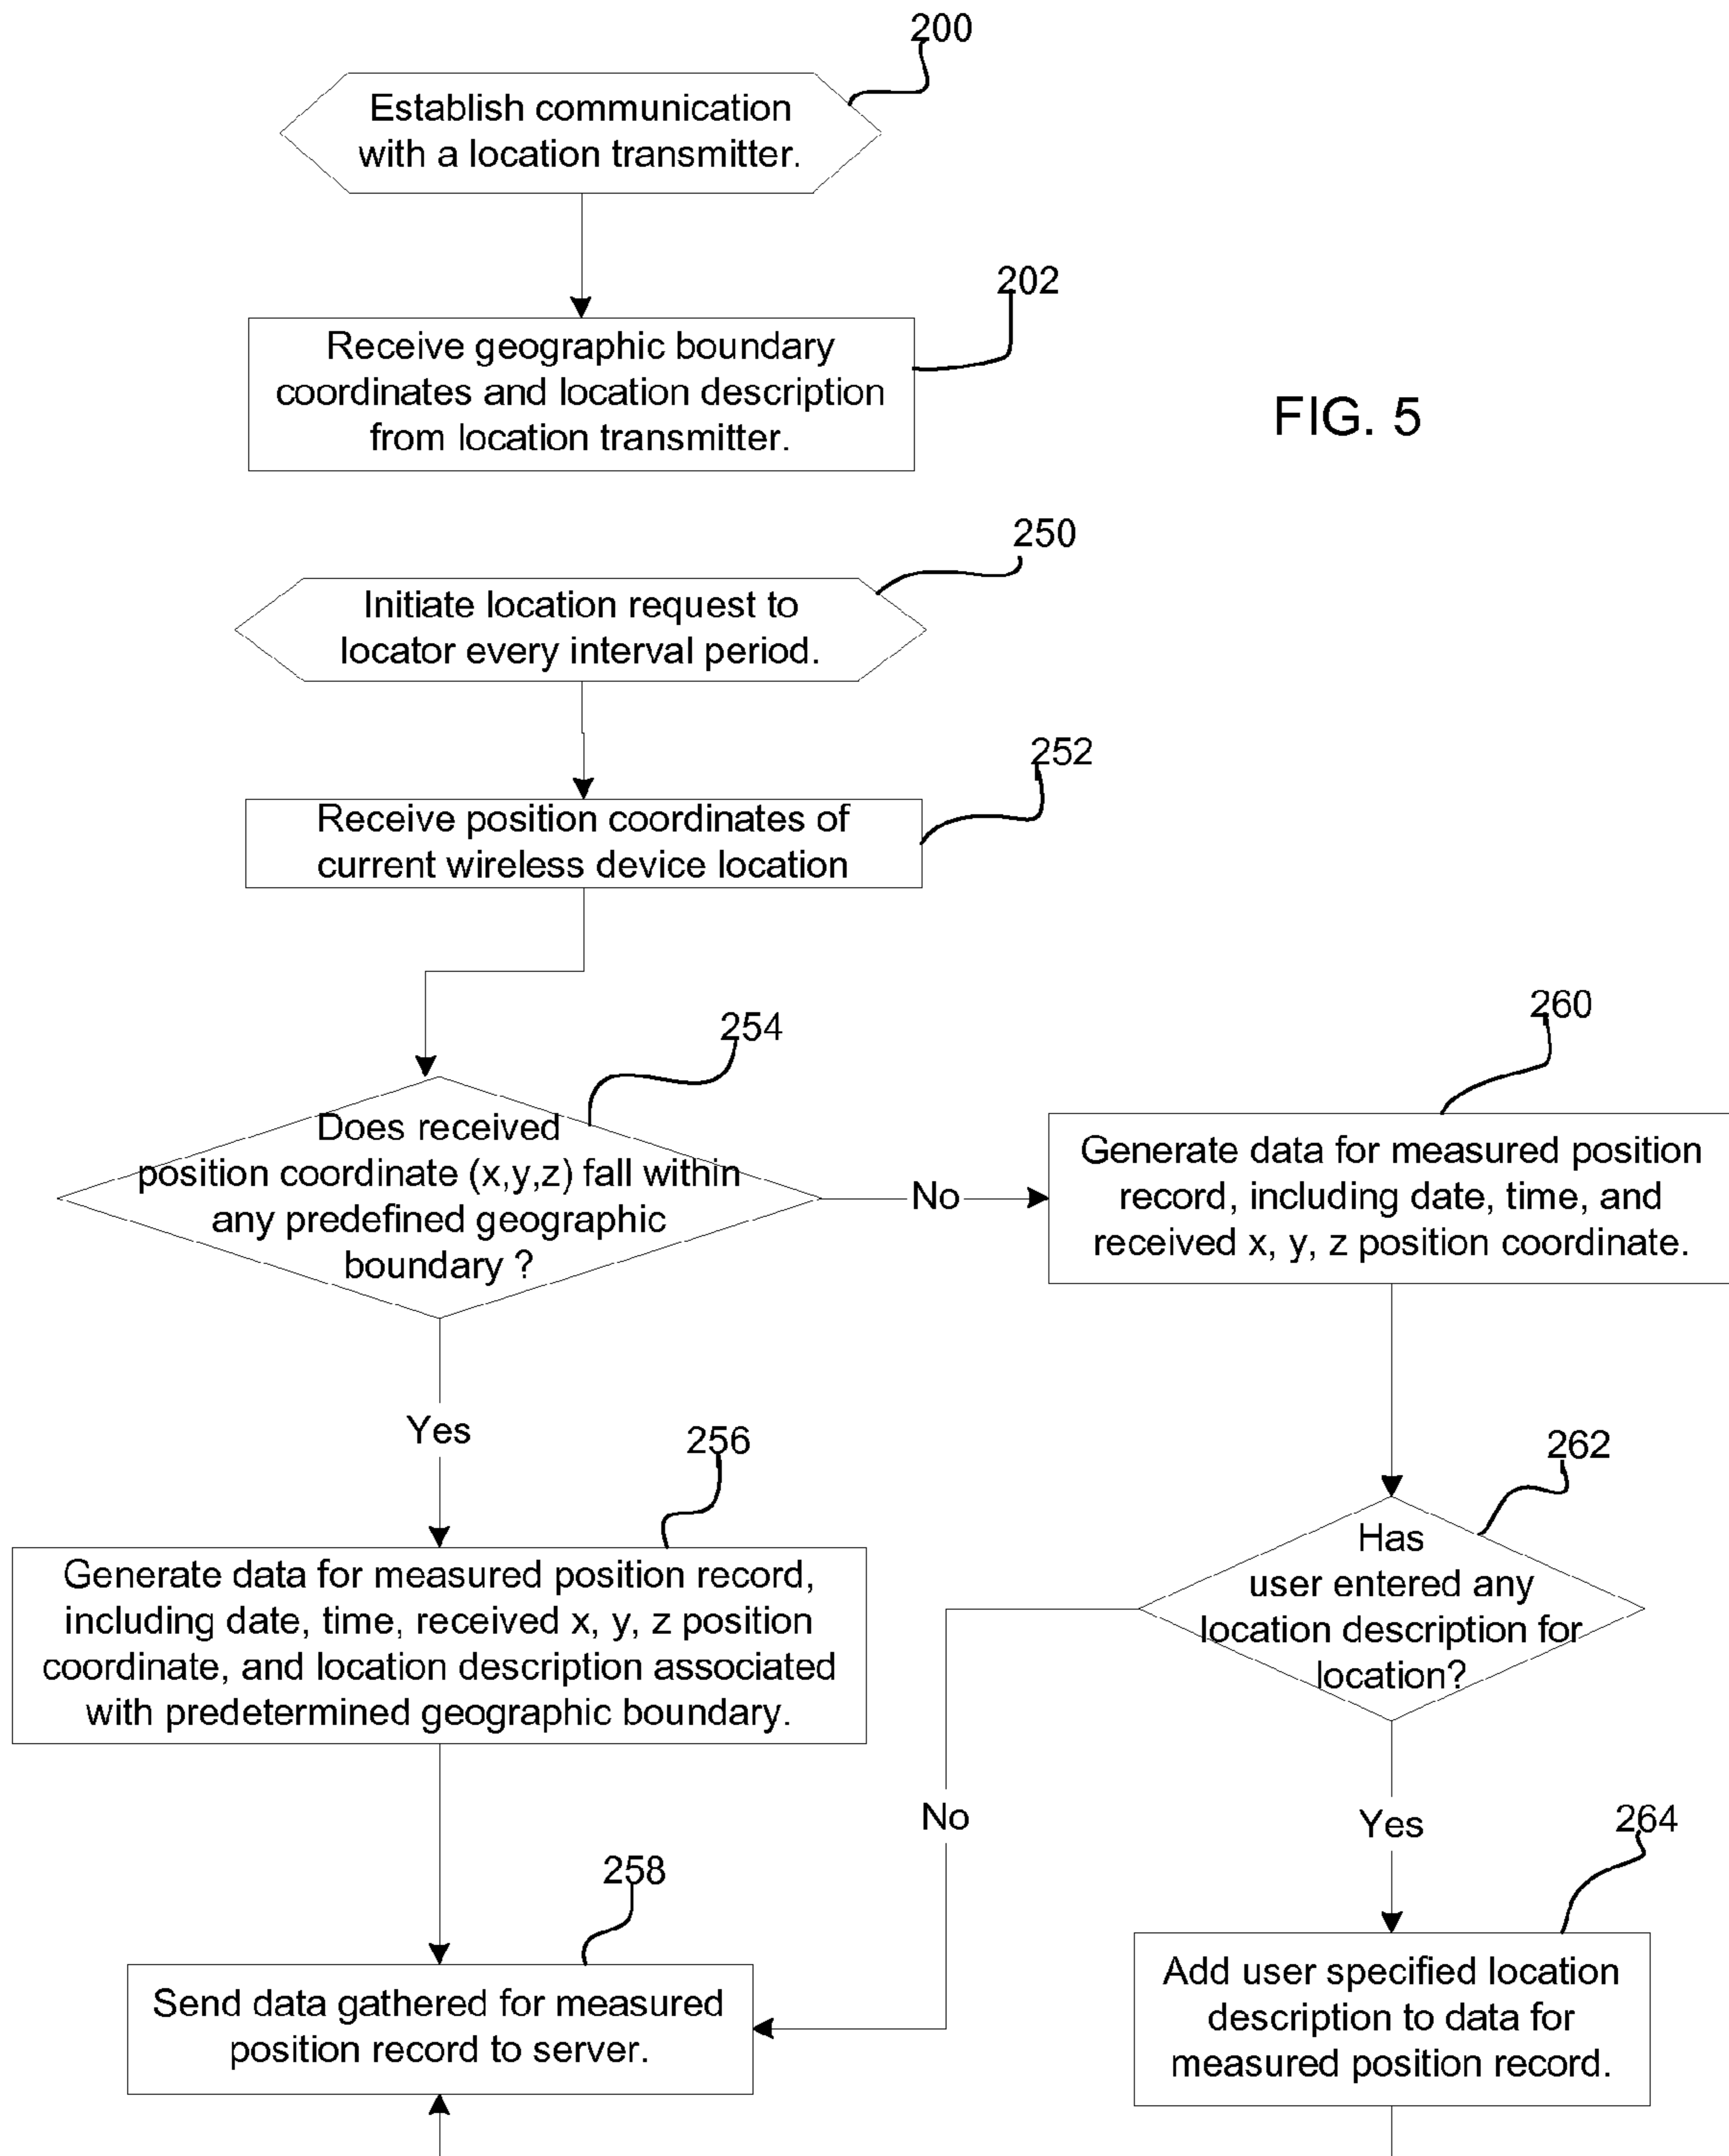 200
Establish communication
with a location transmitter.
202
Receive geographic boundary
coordinates and location description
from location transmitter.
FIG. 5
250
Initiate location request to
locator every interval period.
252
Receive position coordinates of
current wireless device location
254
Does received
position coordinate (x,y,z) fall within
any predefined geographic
boundary ?
No
260
Generate data for measured position
record, including date, time, and
received x, y, z position coordinate.
Yes
256
Generate data for measured position record,
including date, time, received x, y, z position
coordinate, and location description associated
with predetermined geographic boundary.
262
Has
user entered any
location description for
location?
No
Yes
258
Send data gathered for measured
position record to server.
264
Add user specified location
description to data for
measured position record.